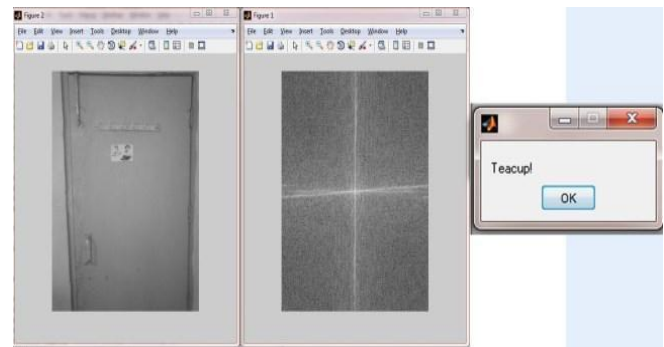 Figure 2
File Edit View Insert Tools Desktop Window Help
Figure 1
File Edit View Insert Tools Desktop Window Help
Teacup!
OK